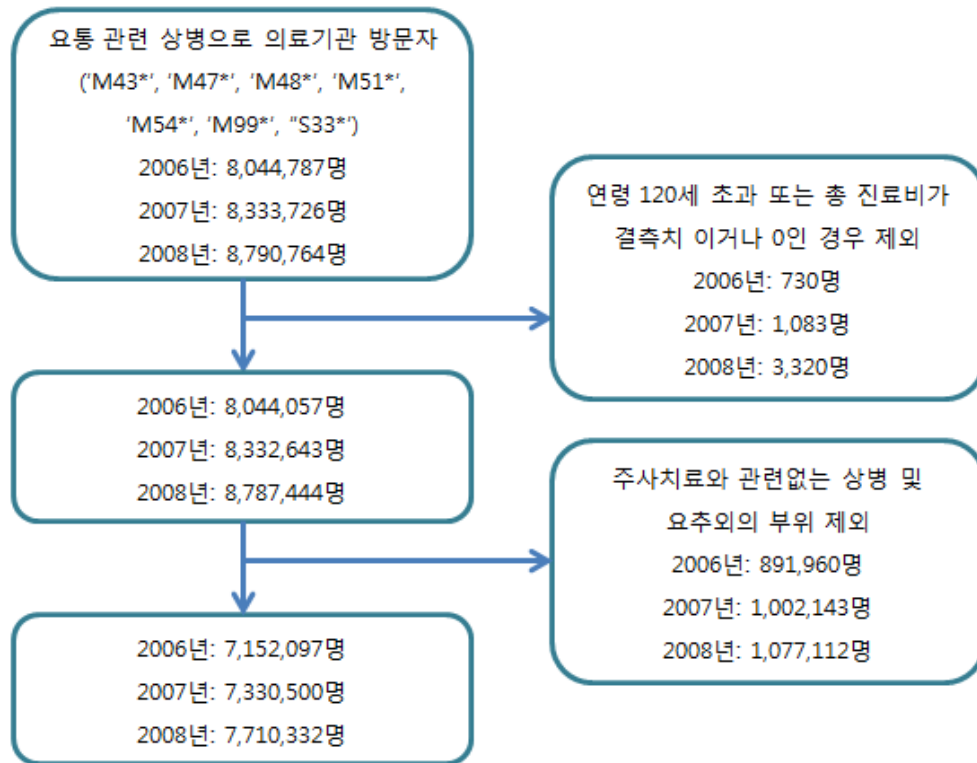 요통 관련 상병으로 의료기관 방문자
('M43*', 'M47*', 'M48*', 'M51*',
'M54*', 'M99*', "S33*')
2006년: 8,044,787명
2007년: 8,333,726명
2008년: 8,790,764명
연령 120세 초과 또는 총 진료비가
결측치 이거나 0인 경우 제외
2006년: 730명
2007년: 1,083명
2008년: 3,320명
2006년: 8,044,057명
2007년: 8,332,643명
2008년: 8,787,444명
주사치료와 관련없는 상병 및
요추외의 부위 제외
2006년: 891,960명
2007년: 1,002,143명
2008년: 1,077,112명
2006년: 7,152,097명
2007년: 7,330,500명
2008년: 7,710,332명